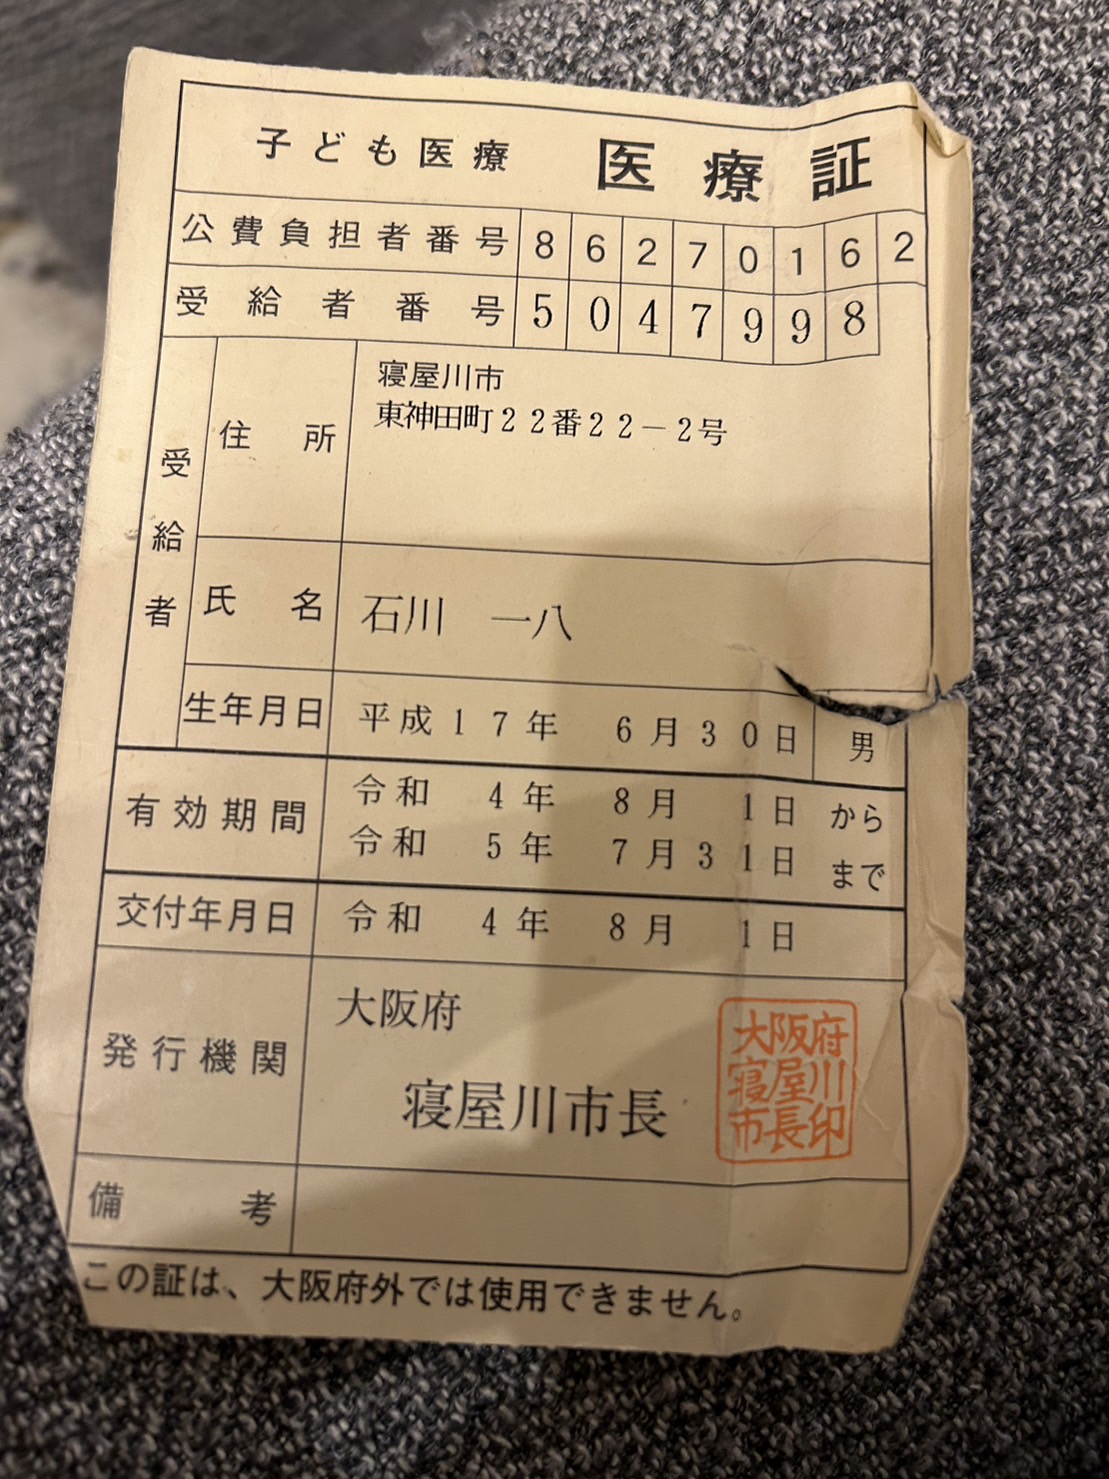 子ども医療 医療証
公費負担者番号 86270162
受給者番号 5047998
受給者
住所 寝屋川市
東神田町22番22-2号
氏名 石川 一八
生年月日 平成17年 6月30日 男
有効期間 令和 4年 8月 1日 から
令和 5年 7月31日 まで
交付年月日 令和 4年 8月 1日
発行機関 大阪府
寝屋川市長
大阪府
寝屋川
市長印
備考
この証は、大阪府外では使用できません。